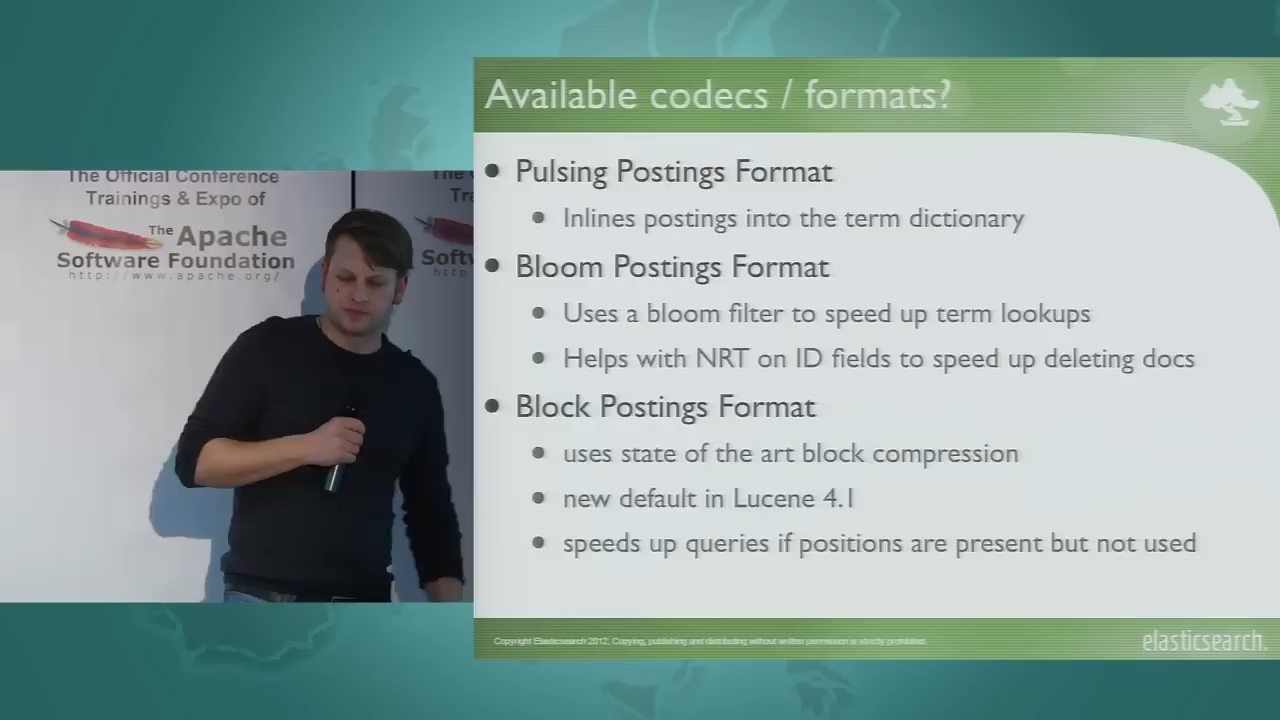 Available codecs / formats?
Pulsing Postings Format
Inlines postings into the term dictionary
Bloom Postings Format
Uses a bloom filter to speed up term lookups
Helps with NRT on ID fields to speed up deleting docs
Block Postings Format
uses state of the art block compression
new default in Lucene 4.1
speeds up queries if positions are present but not used
Copyright Elasticsearch 2012. Copying, publishing and distributing without written permission is strictly prohibited.
elasticsearch.
The Official Conference
Trainings & Expo of
The Apache
Software Foundation
http://www.apache.org/
The
Tra
Soft
http